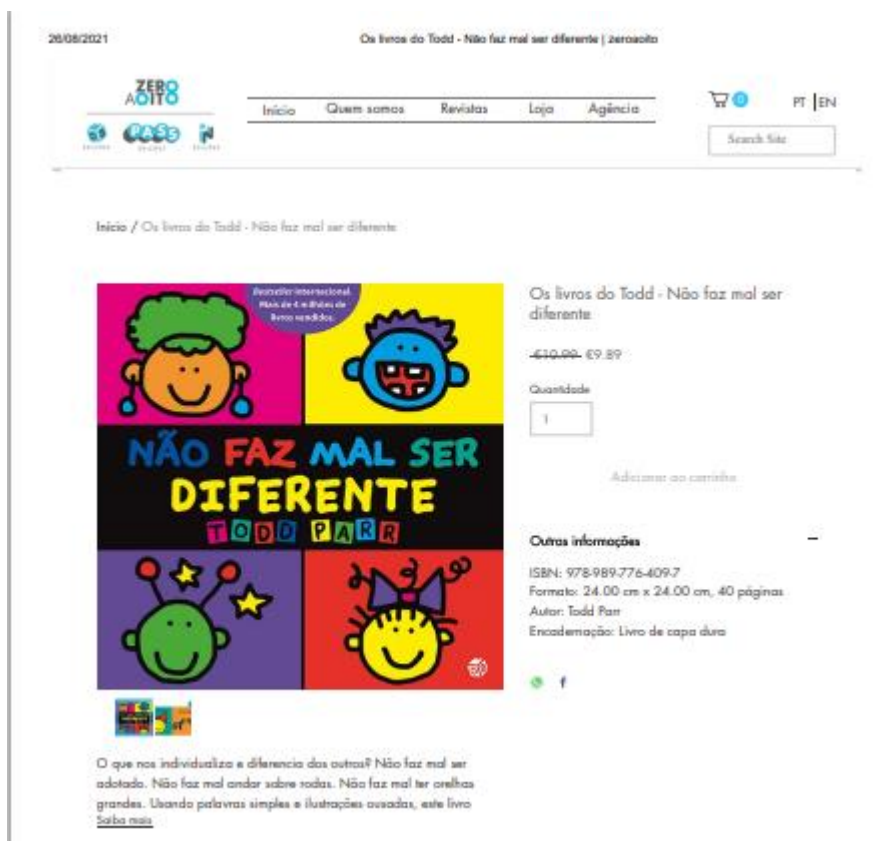 26/08/2021
Os livros do Todd - Não faz mal ser diferente | zeroaoito
ZERO
AOITO
Início Quem somos Revistas Loja Agência
0
PT | EN
PASS
Search Site
Início / Os livros do Todd - Não faz mal ser diferente
Bestseller internacional.
Mais de 4 milhões de
livros vendidos.
NÃO FAZ MAL SER
DIFERENTE
TODD PARR
Os livros do Todd - Não faz mal ser
diferente
€10.99 €9.89
Quantidade
1
Adicionar ao carrinho
Outras informações
ISBN: 978-989-776-409-7
Formato: 24.00 cm x 24.00 cm, 40 páginas
Autor: Todd Parr
Encadernação: Livro de capa dura
O que nos individualiza e diferencia dos outros? Não faz mal ser
adotado. Não faz mal andar sobre rodas. Não faz mal ter orelhas
grandes. Usando palavras simples e ilustrações ousadas, este livro
Saiba mais